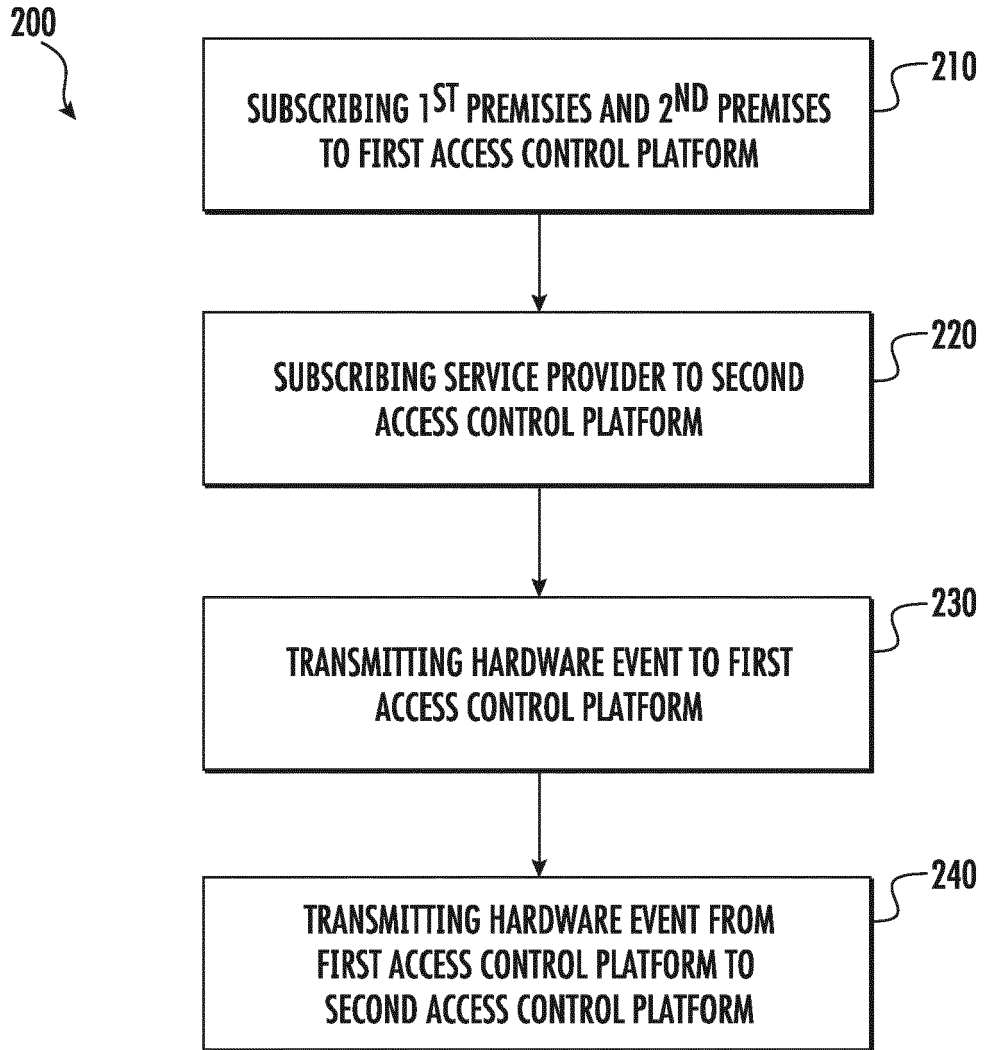 200
210
SUBSCRIBING 1ST PREMISIES AND 2ND PREMISES
TO FIRST ACCESS CONTROL PLATFORM
220
SUBSCRIBING SERVICE PROVIDER TO SECOND
ACCESS CONTROL PLATFORM
230
TRANSMITTING HARDWARE EVENT TO FIRST
ACCESS CONTROL PLATFORM
240
TRANSMITTING HARDWARE EVENT FROM
FIRST ACCESS CONTROL PLATFORM TO
SECOND ACCESS CONTROL PLATFORM